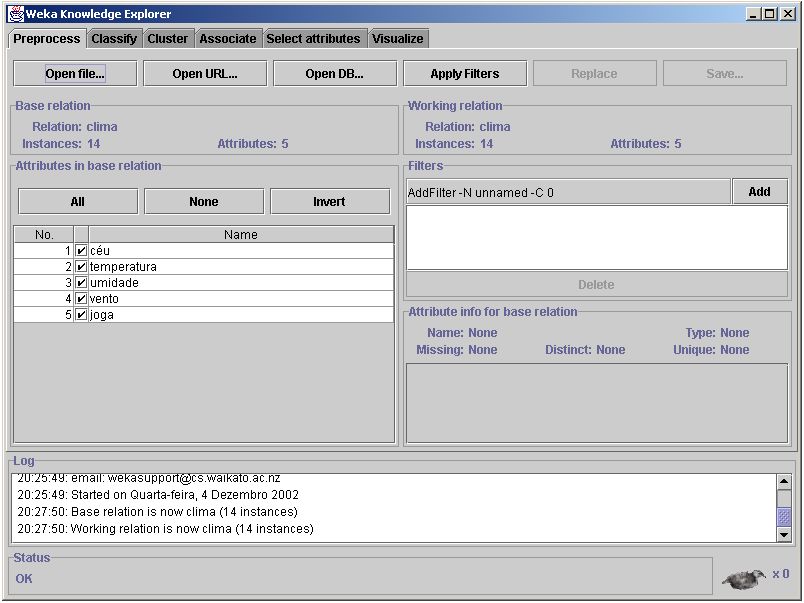 Weka Knowledge Explorer
Preprocess Classify Cluster Associate Select attributes Visualize
Open file... Open URL... Open DB... Apply Filters Replace Save...
Base relation
Relation: clima
Instances: 14 Attributes: 5
Working relation
Relation: clima
Instances: 14 Attributes: 5
Attributes in base relation
All None Invert
No. Name
1 céu
2 temperatura
3 umidade
4 vento
5 joga
Filters
AddFilter -N unnamed -C 0 Add
Delete
Attribute info for base relation
Name: None Type: None
Missing: None Distinct: None Unique: None
Log
20:25:49: email: wekasupport@cs.waikato.ac.nz
20:25:49: Started on Quarta-feira, 4 Dezembro 2002
20:27:50: Base relation is now clima (14 instances)
20:27:50: Working relation is now clima (14 instances)
Status
OK
x 0